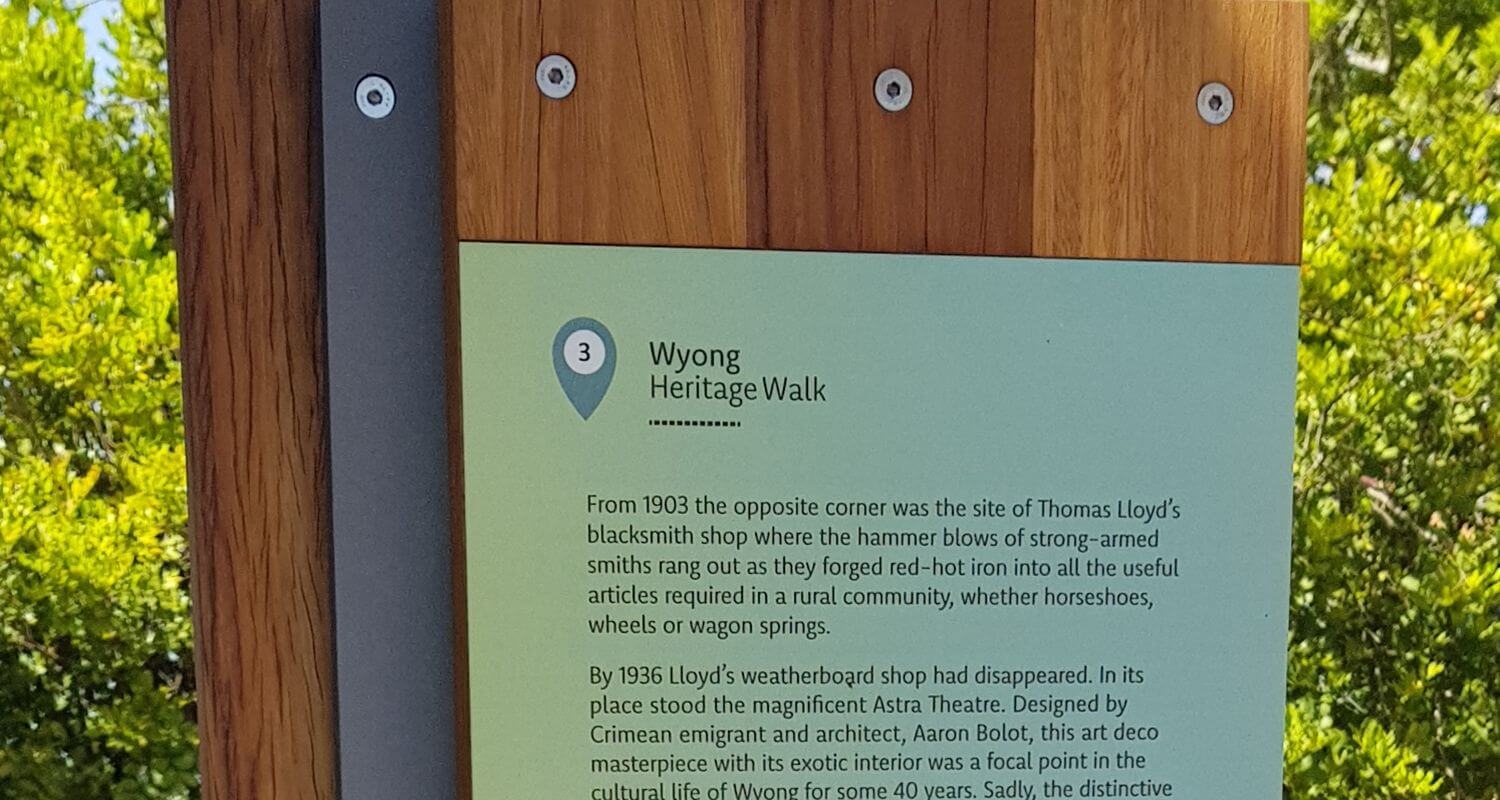 3
Wyong
Heritage Walk
From 1903 the opposite corner was the site of Thomas Lloyd’s
blacksmith shop where the hammer blows of strong-armed
smiths rang out as they forged red-hot iron into all the useful
articles required in a rural community, whether horseshoes,
wheels or wagon springs.
By 1936 Lloyd’s weatherboard shop had disappeared. In its
place stood the magnificent Astra Theatre. Designed by
Crimean emigrant and architect, Aaron Bolot, this art deco
masterpiece with its exotic interior was a focal point in the
cultural life of Wyong for some 40 years. Sadly, the distinctive